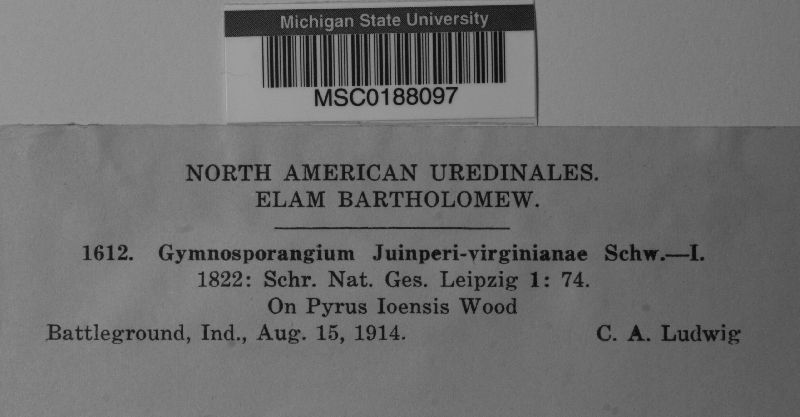 Michigan State University
MSC0188097
NORTH AMERICAN UREDINALES.
ELAM BARTHOLOMEW.
1612. Gymnosporangium Juinperi-virginianae Schw.—I.
1822: Schr. Nat. Ges. Leipzig 1: 74.
On Pyrus Ioensis Wood
Battleground, Ind., Aug. 15, 1914. C. A. Ludwig